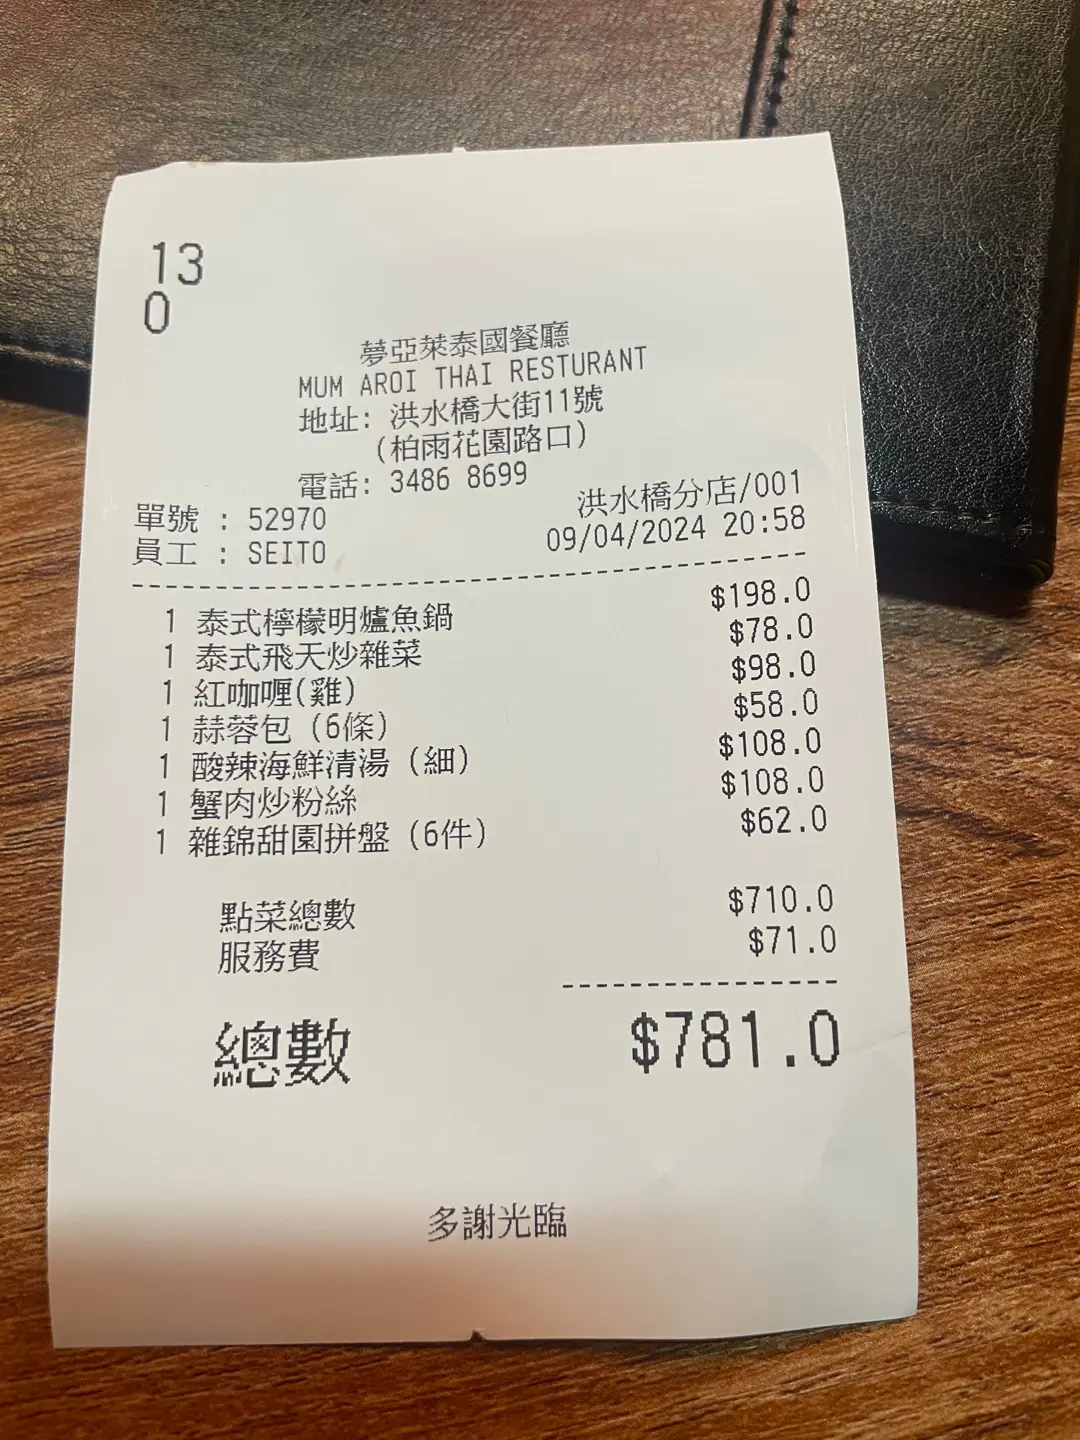 13
0
夢亞萊泰國餐廳
MUM AROI THAI RESTURANT
地址: 洪水橋大街11號
(柏雨花園路口)
電話: 3486 8699
單號 : 52970 洪水橋分店/001
員工 : SEITO 09/04/2024 20:58
1 泰式檸檬明爐魚鍋 $198.0
1 泰式飛天炒雜菜 $78.0
1 紅咖喱(雞) $98.0
1 蒜蓉包 (6條) $58.0
1 酸辣海鮮清湯 (細) $108.0
1 蟹肉炒粉絲 $108.0
1 雜錦甜園拼盤 (6件) $62.0
點菜總數 $710.0
服務費 $71.0
總數 $781.0
多謝光臨